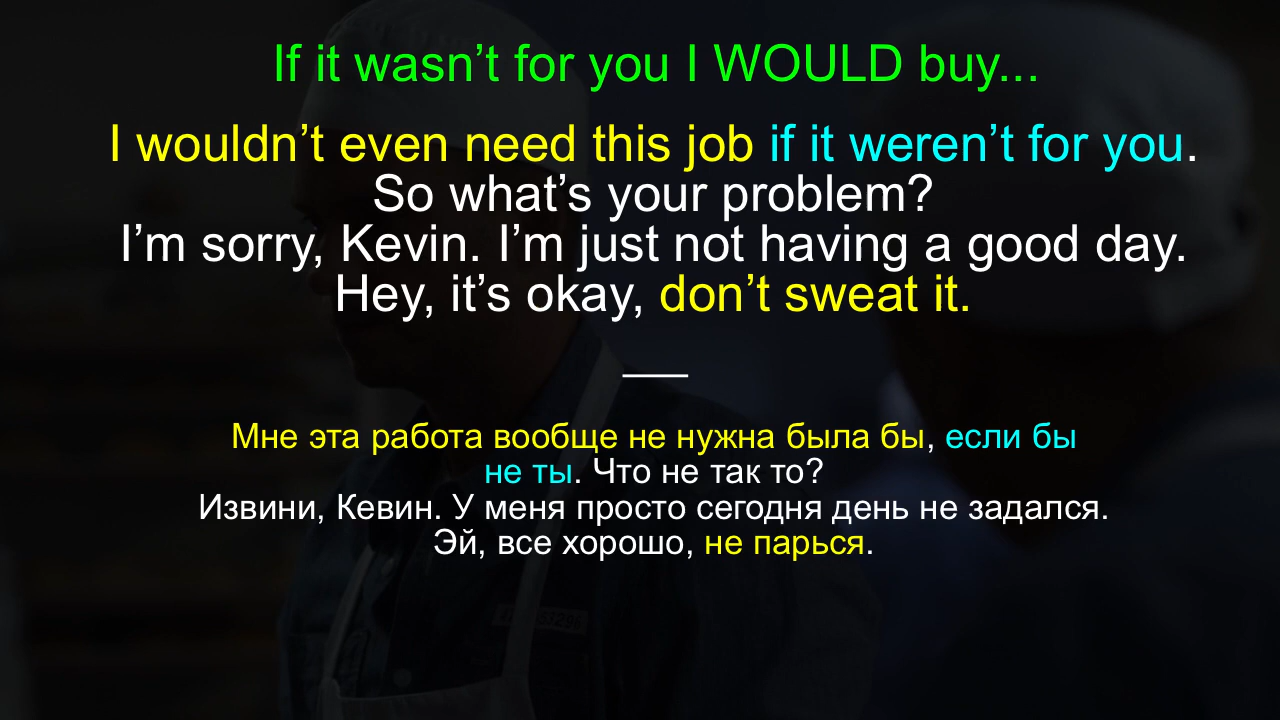 If it wasn’t for you I WOULD buy...
I wouldn’t even need this job if it weren’t for you.
So what’s your problem?
I’m sorry, Kevin. I’m just not having a good day.
Hey, it’s okay, don’t sweat it.
Мне эта работа вообще не нужна была бы, если бы
не ты. Что не так то?
Извини, Кевин. У меня просто сегодня день не задался.
Эй, все хорошо, не парься.